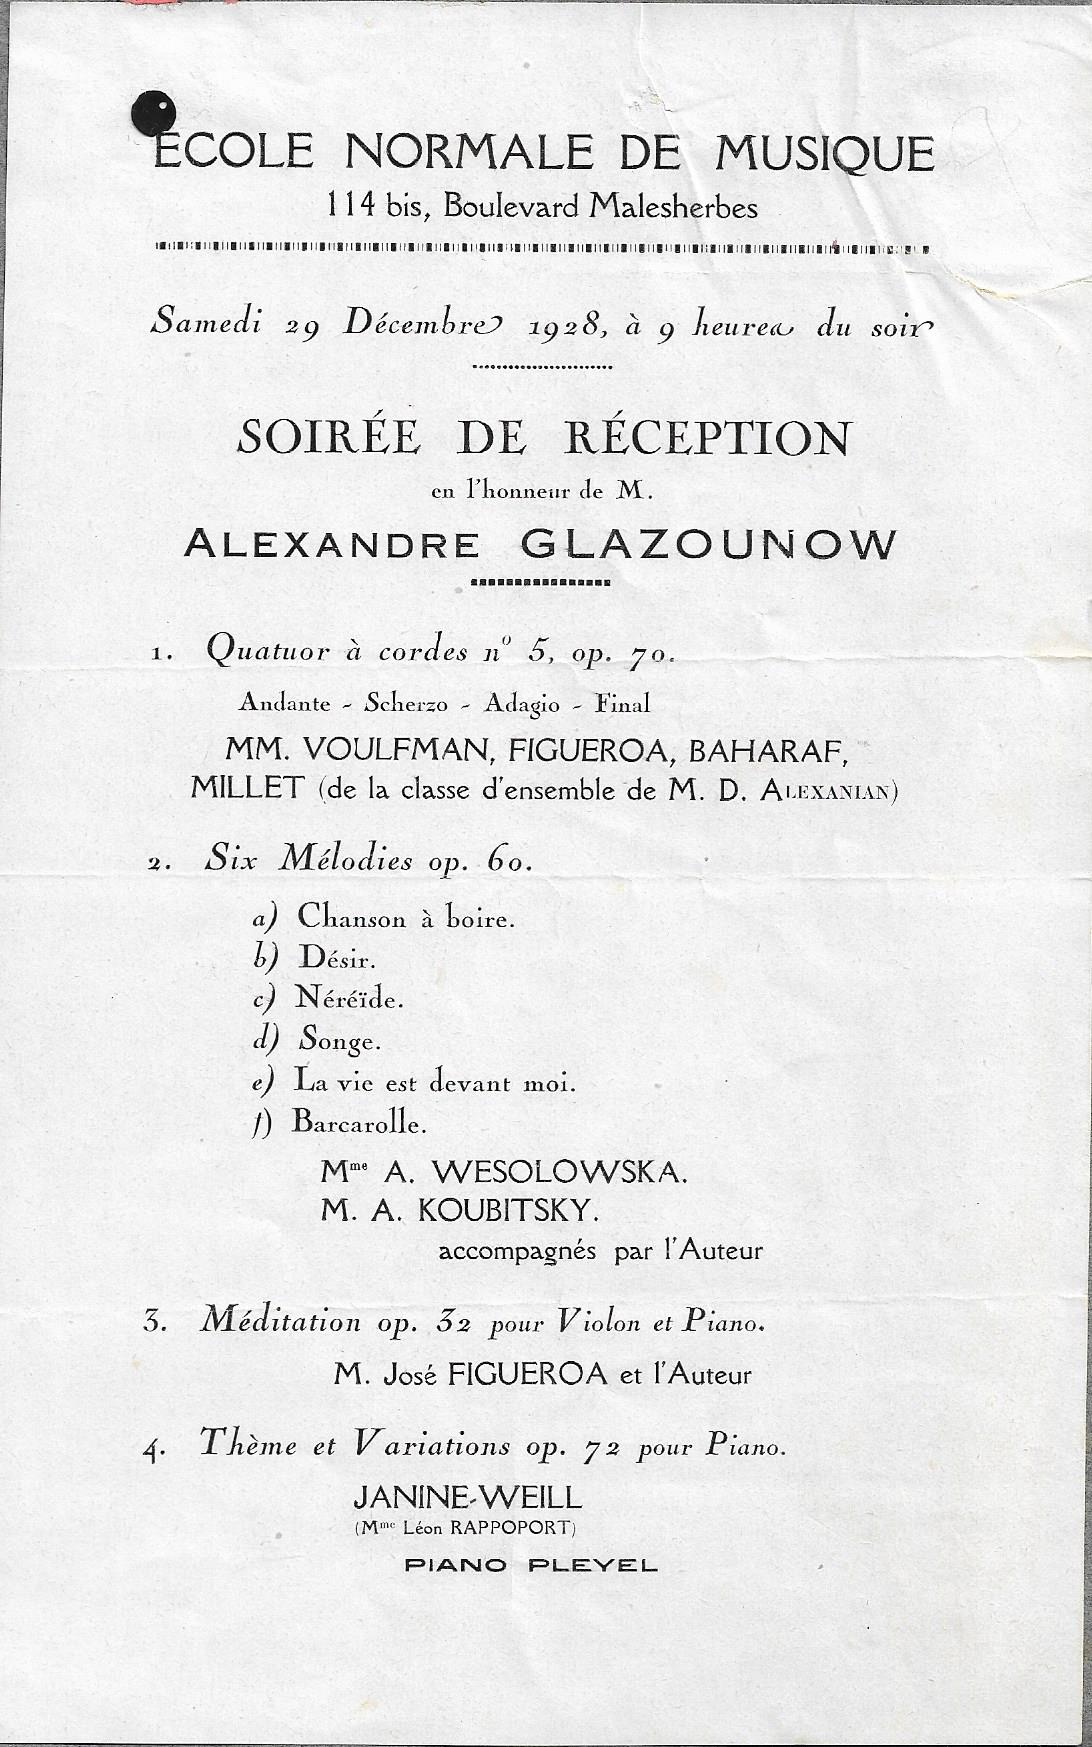 ECOLE NORMALE DE MUSIQUE
114 bis, Boulevard Malesherbes
Samedi 29 Décembre 1928, à 9 heures du soir
SOIRÉE DE RÉCEPTION
en l'honneur de M.
ALEXANDRE GLAZOUNOW
1. Quatuor à cordes nº 5, op. 70.
Andante - Scherzo - Adagio - Final
MM. VOULFMAN, FIGUEROA, BAHARAF,
MILLET (de la classe d'ensemble de M. D. ALEXANIAN)
2. Six Mélodies op. 60.
a) Chanson à boire.
b) Désir.
c) Néréïde.
d) Songe.
e) La vie est devant moi.
f) Barcarolle.
Mme A. WESOLOWSKA.
M. A. KOUBITSKY.
accompagnés par l'Auteur
3. Méditation op. 32 pour Violon et Piano.
M. José FIGUEROA et l'Auteur
4. Thème et Variations op. 72 pour Piano.
JANINE-WEILL
(Mme Léon RAPPOPORT)
PIANO PLEYEL